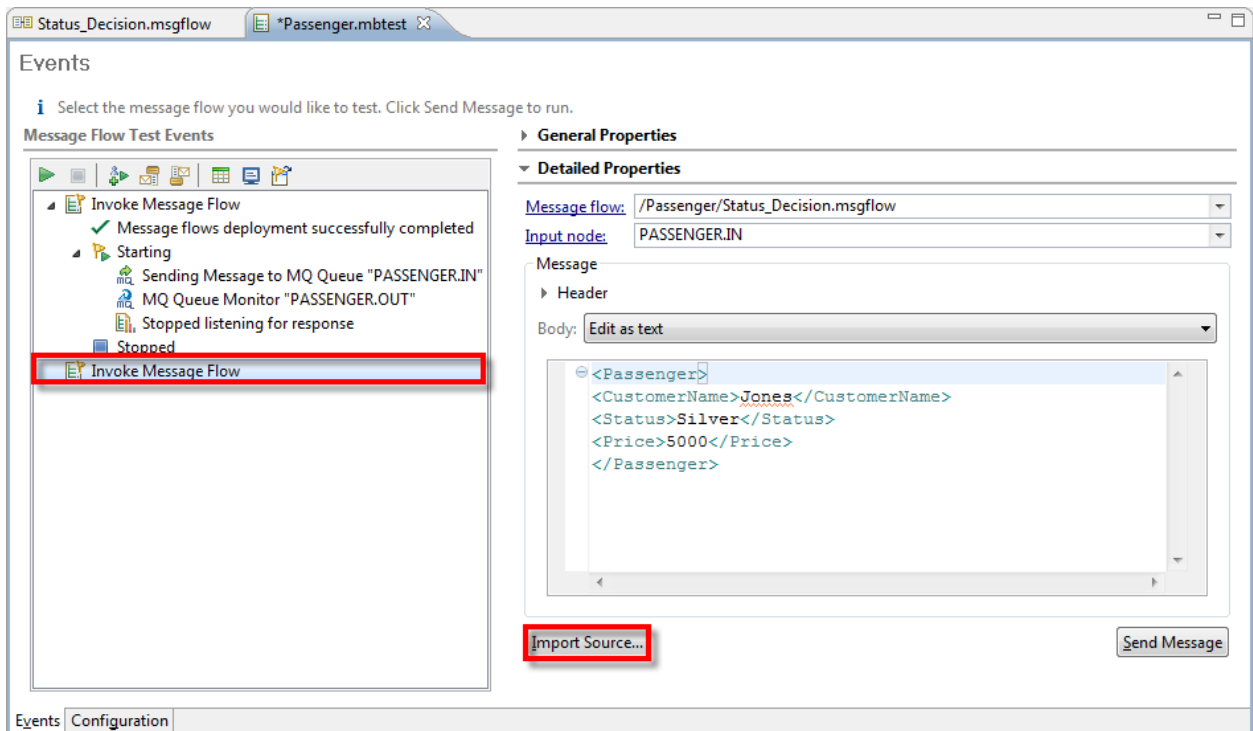 Status_Decision.msgflow
*Passenger.mbtest
Events
i Select the message flow you would like to test. Click Send Message to run.
Message Flow Test Events
Invoke Message Flow
Message flows deployment successfully completed
Starting
Sending Message to MQ Queue "PASSENGER.IN"
MQ Queue Monitor "PASSENGER.OUT"
Stopped listening for response
Stopped
Invoke Message Flow
General Properties
Detailed Properties
Message flow: /Passenger/Status_Decision.msgflow
Input node: PASSENGER.IN
Message
Header
Body: Edit as text
<Passenger>
<CustomerName>Jones</CustomerName>
<Status>Silver</Status>
<Price>5000</Price>
</Passenger>
Import Source...
Send Message
Events
Configuration